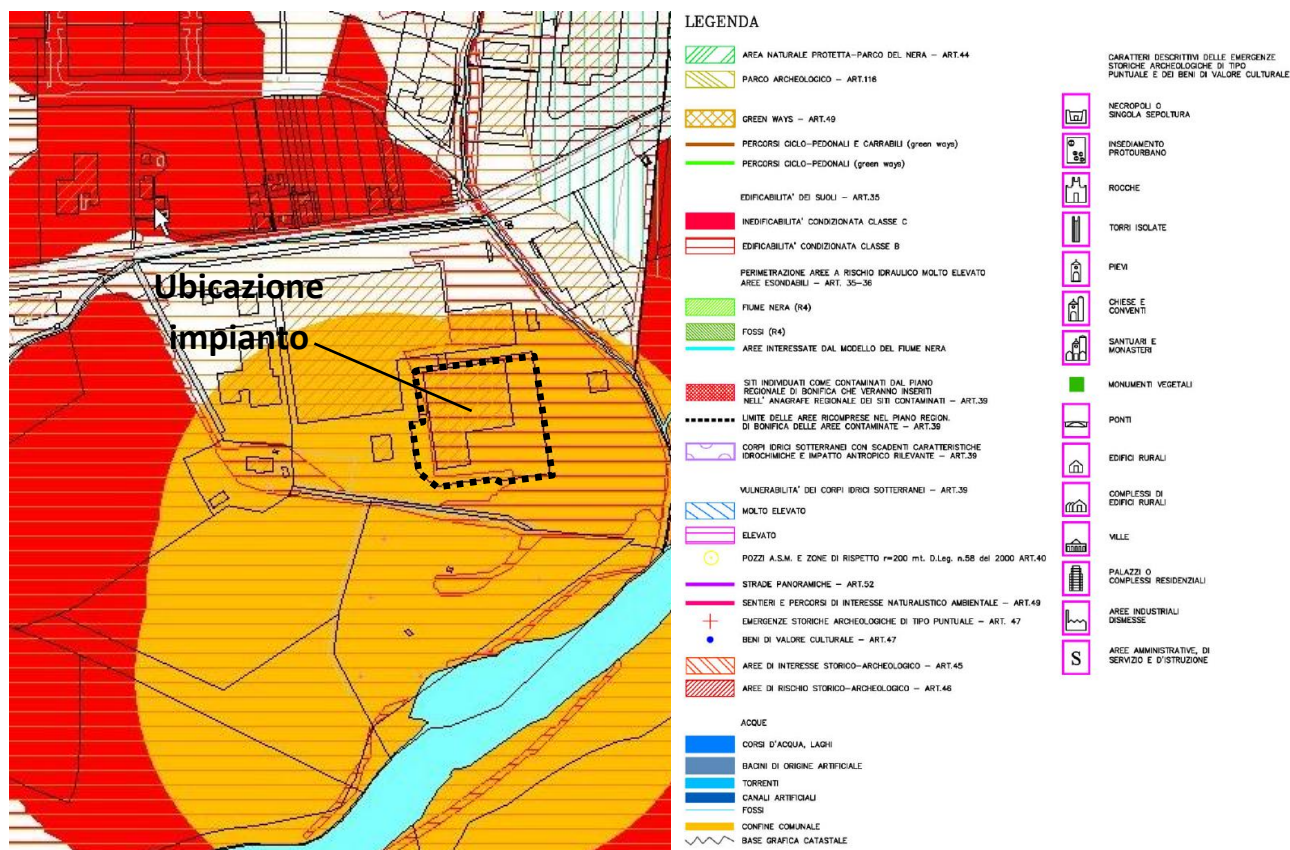 Ubicazione
impianto
LEGENDA
AREA NATURALE PROTETTA-PARCO DEL NERA - ART.44
PARCO ARCHEOLOGICO - ART.116
GREEN WAYS - ART.49
PERCORSI CICLO-PEDONALI E CARRABILI (green ways)
PERCORSI CICLO-PEDONALI (green ways)
EDIFICABILITA' DEI SUOLI - ART.35
INEDIFICABILITA' CONDIZIONATA CLASSE C
EDIFICABILITA' CONDIZIONATA CLASSE B
PERIMETRAZIONE AREE A RISCHIO IDRAULICO MOLTO ELEVATO
AREE ESONDABILI - ART. 35-36
FIUME NERA (R4)
FOSSI (R4)
AREE INTERESSATE DAL MODELLO DEL FIUME NERA
SITI INDIVIDUATI COME CONTAMINATI DAL PIANO
REGIONALE DI BONIFICA CHE VERANNO INSERITI
NELL' ANAGRAFE REGIONALE DEI SITI CONTAMINATI - ART.39
LIMITE DELLE AREE RICOMPRESE NEL PIANO REGION.
DI BONIFICA DELLE AREE CONTAMINATE - ART.39
CORPI IDRICI SOTTERRANEI CON SCADENTI CARATTERISTICHE
IDROCHIMICHE E IMPATTO ANTROPICO RILEVANTE - ART.39
VULNERABILITA' DEI CORPI IDRICI SOTTERRANEI - ART.39
MOLTO ELEVATO
ELEVATO
POZZI A.S.M. E ZONE DI RISPETTO r=200 mt. D.Leg. n.58 del 2000 ART.40
STRADE PANORAMICHE - ART.52
SENTIERI E PERCORSI DI INTERESSE NATURALISTICO AMBIENTALE - ART.49
EMERGENZE STORICHE ARCHEOLOGICHE DI TIPO PUNTUALE - ART. 47
BENI DI VALORE CULTURALE - ART.47
AREE DI INTERESSE STORICO-ARCHEOLOGICO - ART.45
AREE DI RISCHIO STORICO-ARCHEOLOGICO - ART.46
ACQUE
CORSI D'ACQUA, LAGHI
BACINI DI ORIGINE ARTIFICIALE
TORRENTI
CANALI ARTIFICIALI
FOSSI
CONFINE COMUNALE
BASE GRAFICA CATASTALE
CARATTERI DESCRITTIVI DELLE EMERGENZE
STORICHE ARCHEOLOGICHE DI TIPO
PUNTUALE E DEI BENI DI VALORE CULTURALE
NECROPOLI O
SINGOLA SEPOLTURA
INSEDIAMENTO
PROTOURBANO
ROCCHE
TORRI ISOLATE
PIEVI
CHIESE E
CONVENTI
SANTUARI E
MONASTERI
MONUMENTI VEGETALI
PONTI
EDIFICI RURALI
COMPLESSI DI
EDIFICI RURALI
VILLE
PALAZZI O
COMPLESSI RESIDENZIALI
AREE INDUSTRIALI
DISMESSE
S
AREE AMMINISTRATIVE, DI
SERVIZIO E D'ISTRUZIONE